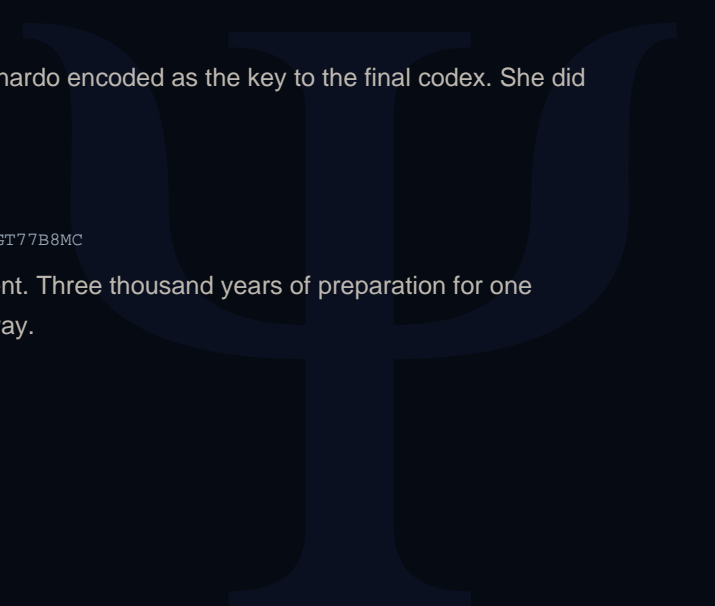 nardo encoded as the key to the final codex. She did
GT77B8MC
nt. Three thousand years of preparation for one
ay.